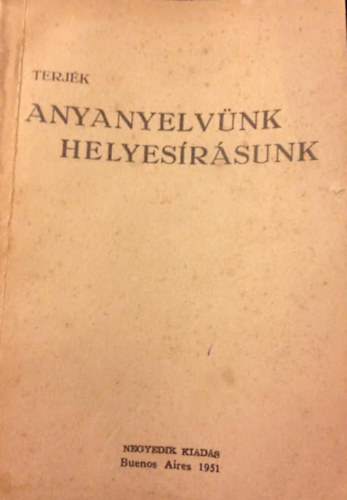 TERJÉK
ANYANYELVÜNK
HELYESÍRÁSUNK
NEGYEDIK KIADÁS
Buenos Aires 1951